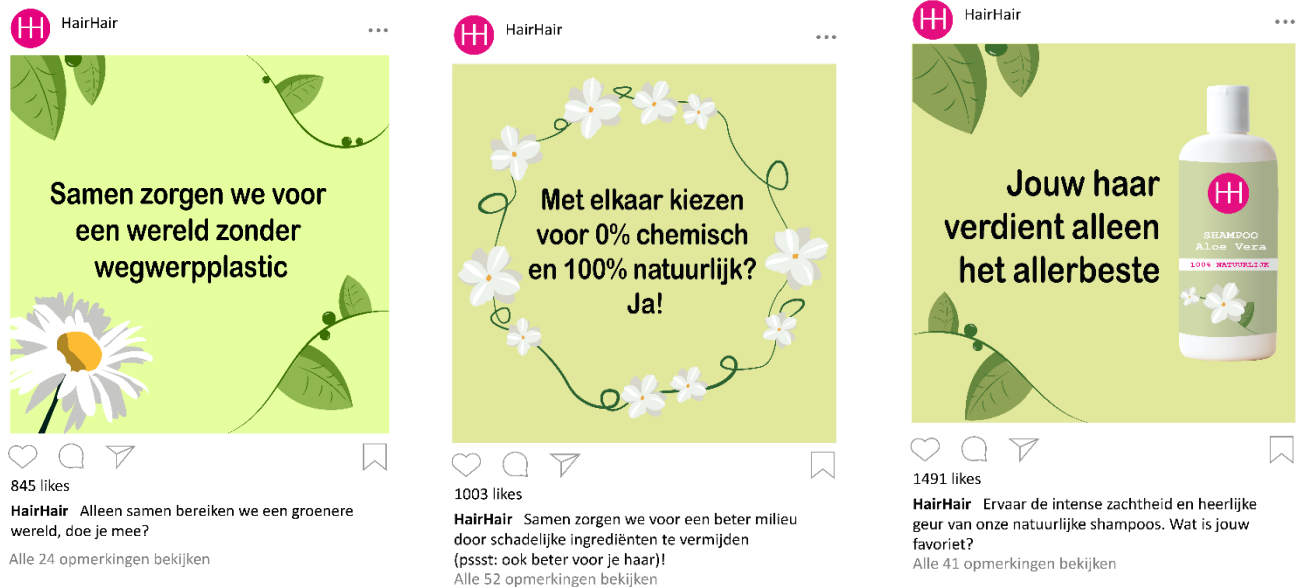 HH HairHair
Samen zorgen we voor
een wereld zonder
wegwerpplastic
845 likes
HairHair Alleen samen bereiken we een groenere
wereld, doe je mee?
Alle 24 opmerkingen bekijken
HH HairHair
Met elkaar kiezen
voor 0% chemisch
en 100% natuurlijk?
Ja!
1003 likes
HairHair Samen zorgen we voor een beter milieu
door schadelijke ingrediënten te vermijden
(pssst: ook beter voor je haar)!
Alle 52 opmerkingen bekijken
HH HairHair
Jouw haar
verdient alleen
het allerbeste
HH
SHAMPOO
Aloe Vera
100% NATUURLIJK
1491 likes
HairHair Ervaar de intense zachtheid en heerlijke
geur van onze natuurlijke shampoos. Wat is jouw
favoriet?
Alle 41 opmerkingen bekijken